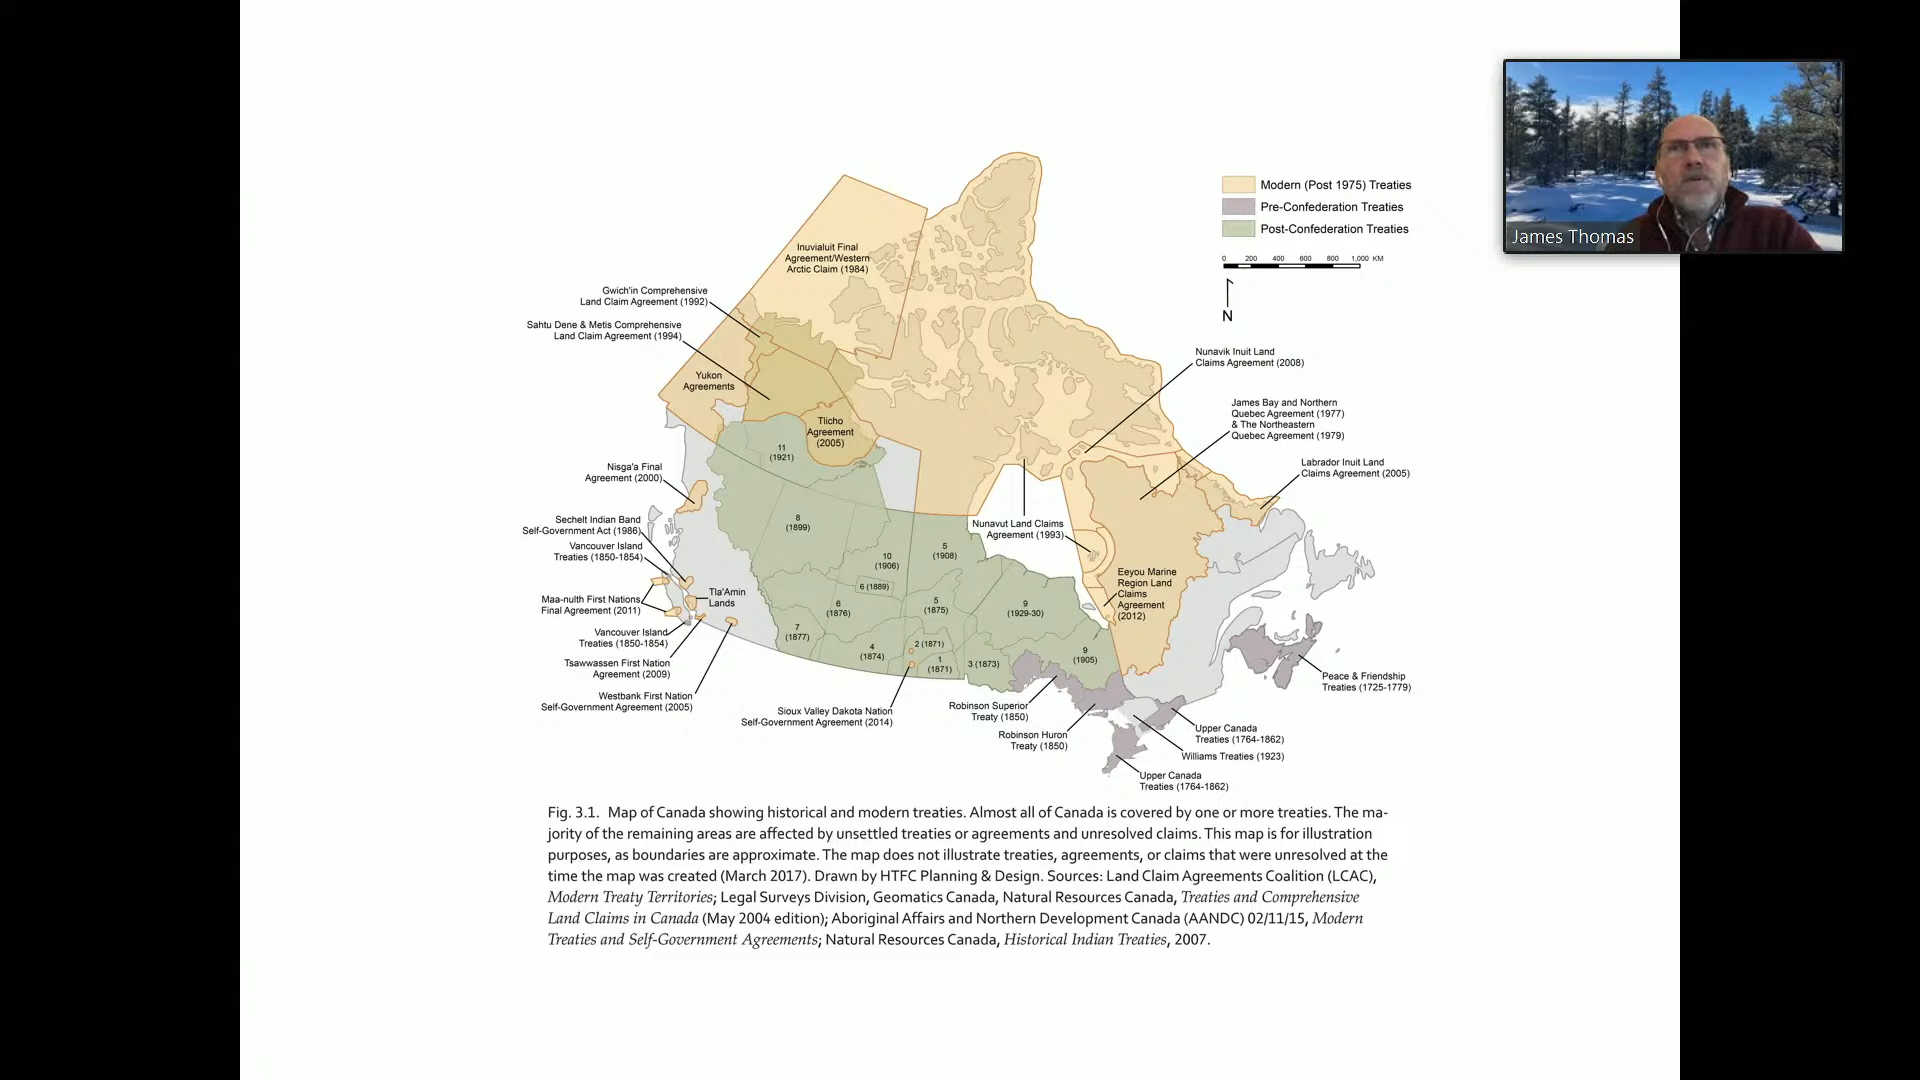 James Thomas
Modern (Post 1975) Treaties
Pre-Confederation Treaties
Post-Confederation Treaties
0 200 400 600 800 1,000 KM
N
Inuvialuit Final
Agreement/Western
Arctic Claim (1984)
Gwich'in Comprehensive
Land Claim Agreement (1992)
Sahtu Dene & Metis Comprehensive
Land Claim Agreement (1994)
Yukon
Agreements
Tlicho
Agreement
(2005)
11
(1921)
Nunavik Inuit Land
Claims Agreement (2008)
James Bay and Northern
Quebec Agreement (1977)
& The Northeastern
Quebec Agreement (1979)
Labrador Inuit Land
Claims Agreement (2005)
Nisga'a Final
Agreement (2000)
Sechelt Indian Band
Self-Government Act (1986)
Vancouver Island
Treaties (1850-1854)
Maa-nulth First Nations
Final Agreement (2011)
Vancouver Island
Treaties (1850-1854)
Tsawwassen First Nation
Agreement (2009)
Westbank First Nation
Self-Government Agreement (2005)
Tla'Amin
Lands
8
(1899)
10
(1906)
5
(1908)
6 (1889)
6
(1876)
5
(1875)
9
(1929-30)
7
(1877)
4
(1874)
2 (1871)
1
(1871)
3 (1873)
9
(1905)
Nunavut Land Claims
Agreement (1993)
Eeyou Marine
Region Land
Claims
Agreement
(2012)
Sioux Valley Dakota Nation
Self-Government Agreement (2014)
Robinson Superior
Treaty (1850)
Robinson Huron
Treaty (1850)
Peace & Friendship
Treaties (1725-1779)
Upper Canada
Treaties (1764-1862)
Williams Treaties (1923)
Upper Canada
Treaties (1764-1862)
Fig. 3.1. Map of Canada showing historical and modern treaties. Almost all of Canada is covered by one or more treaties. The ma-
jority of the remaining areas are affected by unsettled treaties or agreements and unresolved claims. This map is for illustration
purposes, as boundaries are approximate. The map does not illustrate treaties, agreements, or claims that were unresolved at the
time the map was created (March 2017). Drawn by HTFC Planning & Design. Sources: Land Claim Agreements Coalition (LCAC),
Modern Treaty Territories; Legal Surveys Division, Geomatics Canada, Natural Resources Canada, Treaties and Comprehensive
Land Claims in Canada (May 2004 edition); Aboriginal Affairs and Northern Development Canada (AANDC) 02/11/15, Modern
Treaties and Self-Government Agreements; Natural Resources Canada, Historical Indian Treaties, 2007.